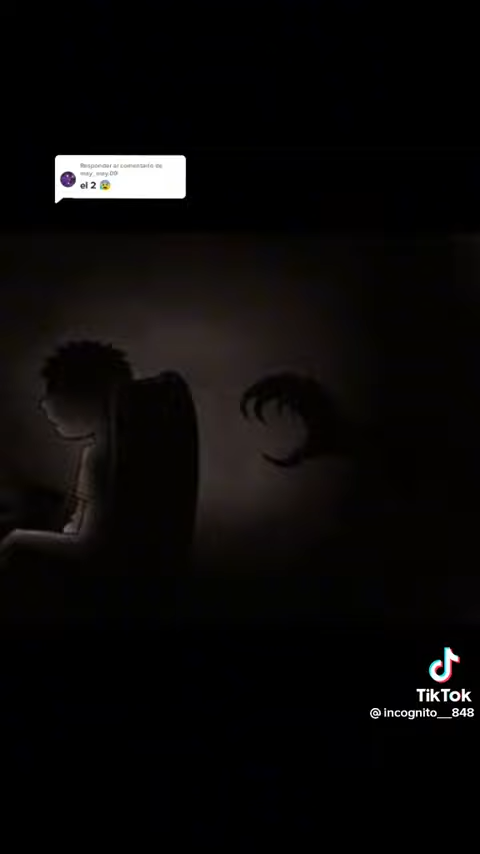 Responder al comentario de
may_may.09
el 2 😰
TikTok
@incognito__848